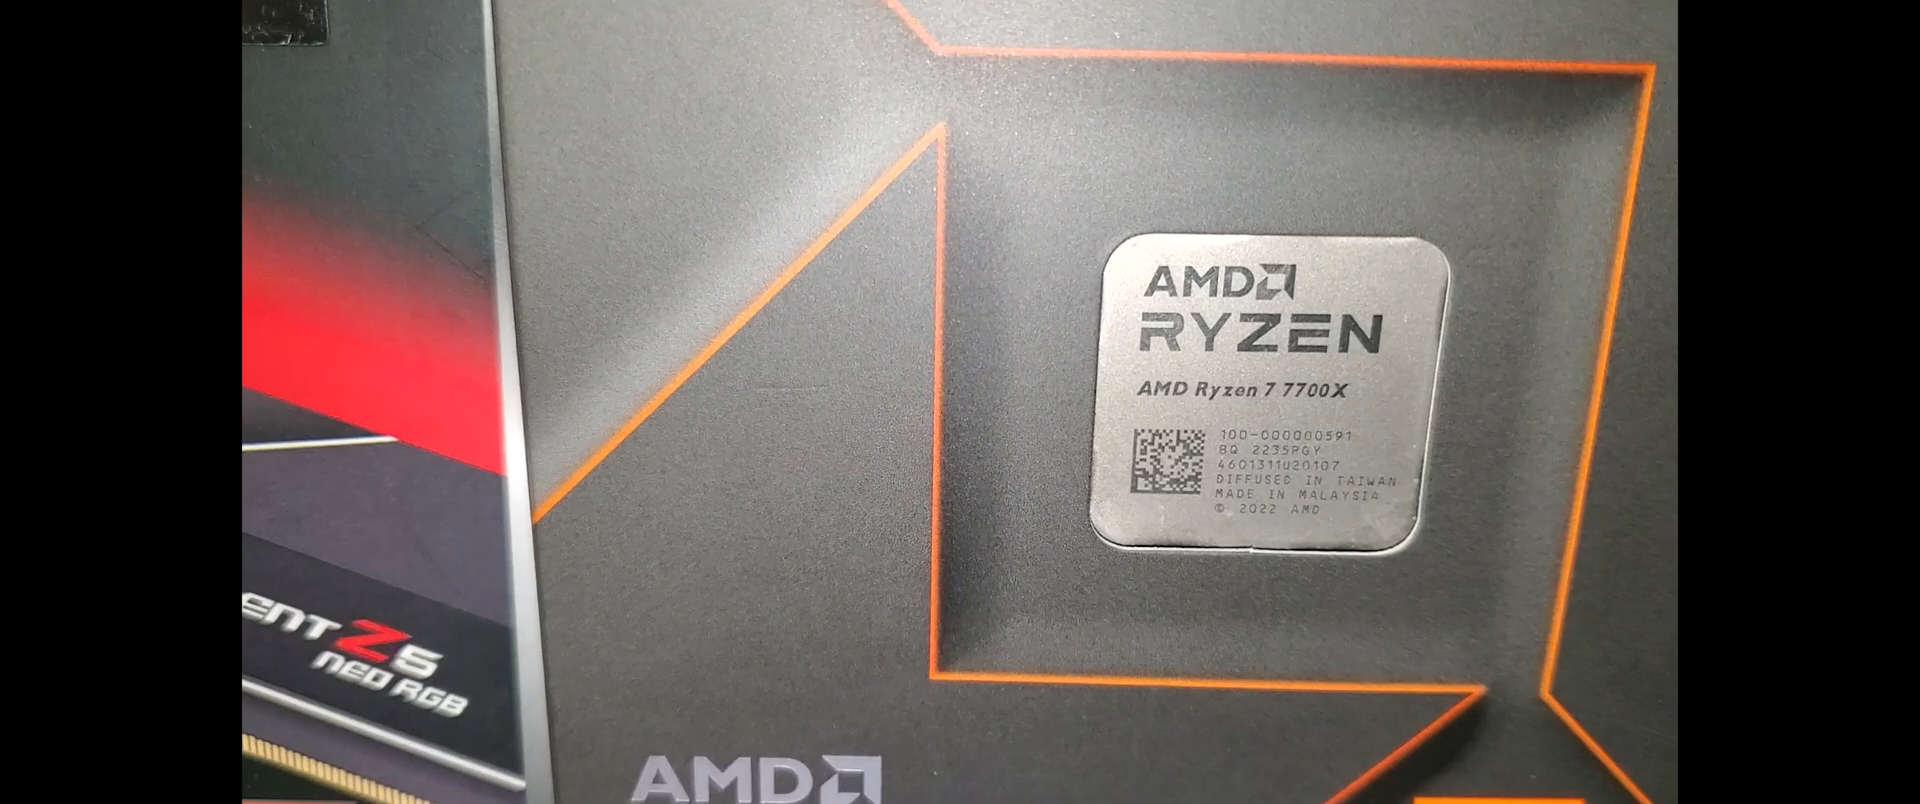 AMD
RYZEN
AMD Ryzen 7 7700X
100-000000591
BQ 2235PGY
4601311U20107
DIFFUSED IN TAIWAN
MADE IN MALAYSIA
© 2022 AMD
ENT Z5
NEO RGB
AMD